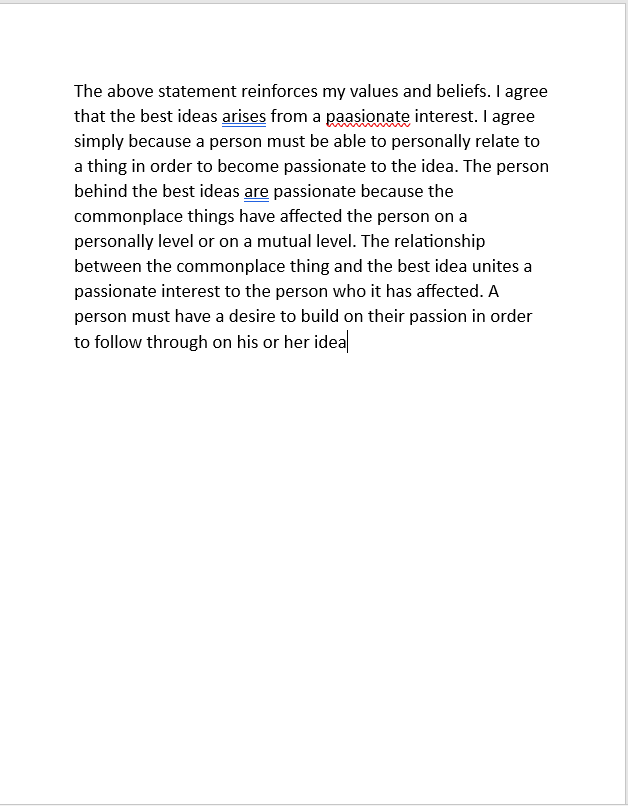 The above statement reinforces my values and beliefs. I agree
that the best ideas arises from a paasionate interest. I agree
simply because a person must be able to personally relate to
a thing in order to become passionate to the idea. The person
behind the best ideas are passionate because the
commonplace things have affected the person on a
personally level or on a mutual level. The relationship
between the commonplace thing and the best idea unites a
passionate interest to the person who it has affected. A
person must have a desire to build on their passion in order
to follow through on his or her idea